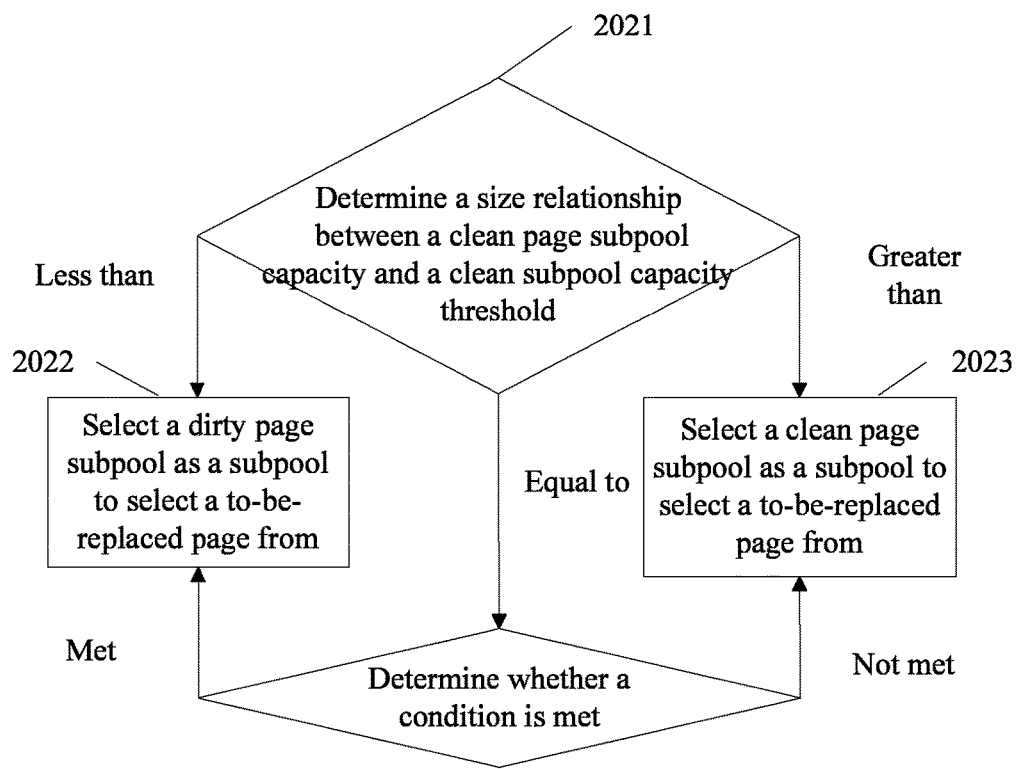 2021
Determine a size relationship
between a clean page subpool
capacity and a clean subpool capacity
threshold
Less than
Greater
than
2022
2023
Select a dirty page
subpool as a subpool
to select a to-be-
replaced page from
Equal to
Select a clean page
subpool as a subpool to
select a to-be-replaced
page from
Met
Not met
Determine whether a
condition is met